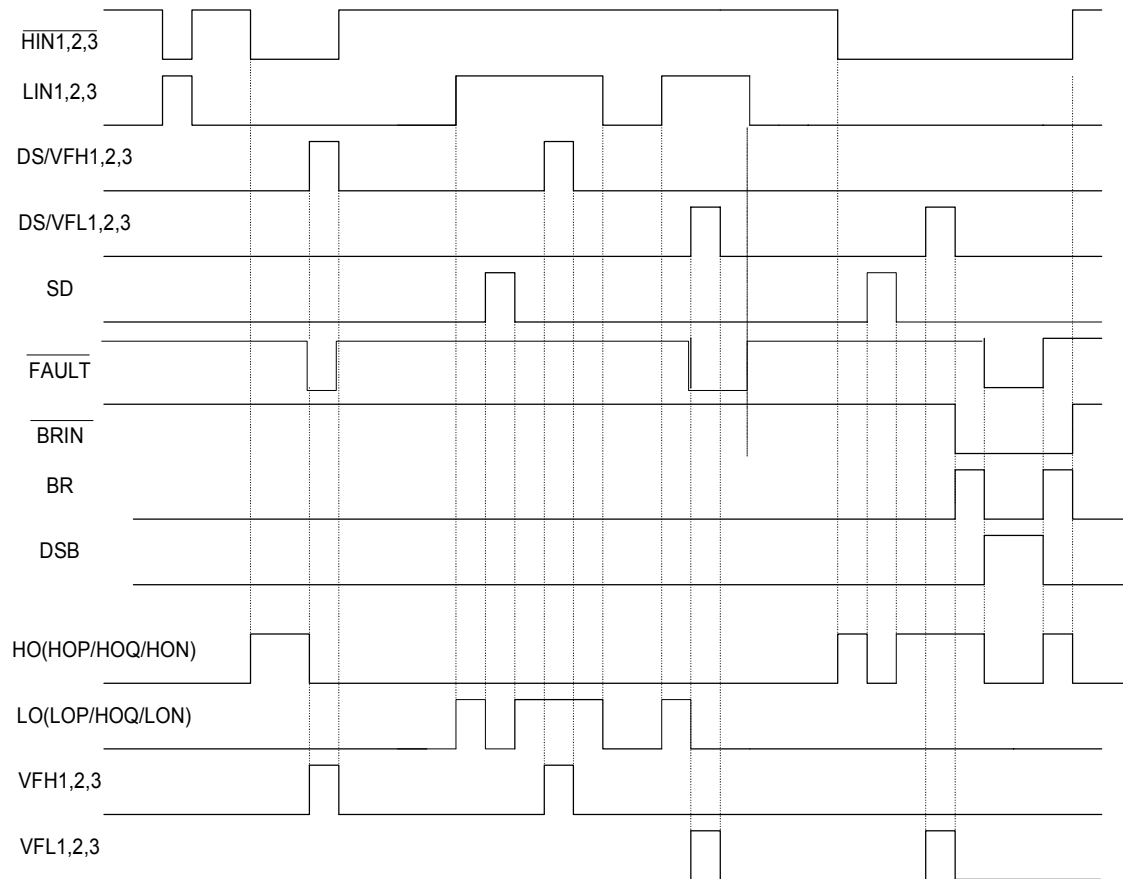 HIN1,2,3
LIN1,2,3
DS/VFH1,2,3
DS/VFL1,2,3
SD
FAULT
BRIN
BR
DSB
HO(HOP/HOQ/HON)
LO(LOP/HOQ/LON)
VFH1,2,3
VFL1,2,3